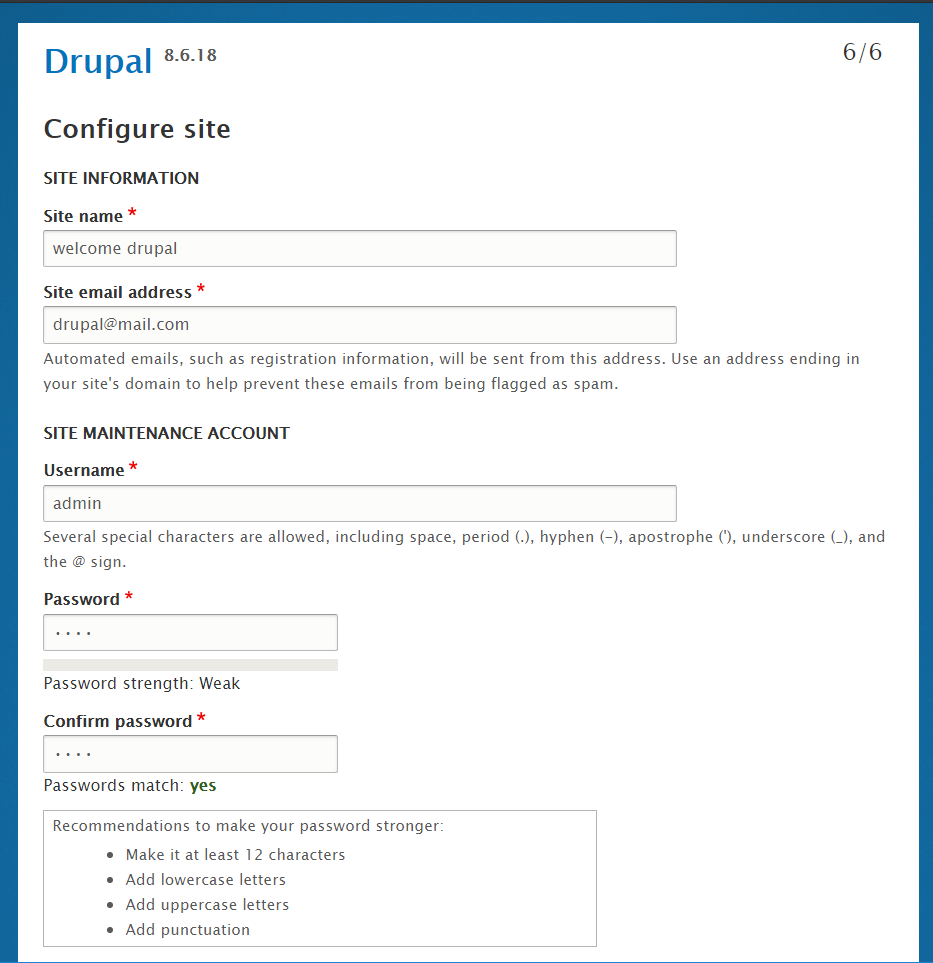 Drupal 8.6.18
6/6
Configure site
SITE INFORMATION
Site name *
welcome drupal
Site email address *
drupal@mail.com
Automated emails, such as registration information, will be sent from this address. Use an address ending in
your site's domain to help prevent these emails from being flagged as spam.
SITE MAINTENANCE ACCOUNT
Username *
admin
Several special characters are allowed, including space, period (.), hyphen (-), apostrophe ('), underscore (_), and
the @ sign.
Password *
····
Password strength: Weak
Confirm password *
····
Passwords match: yes
Recommendations to make your password stronger:
• Make it at least 12 characters
• Add lowercase letters
• Add uppercase letters
• Add punctuation